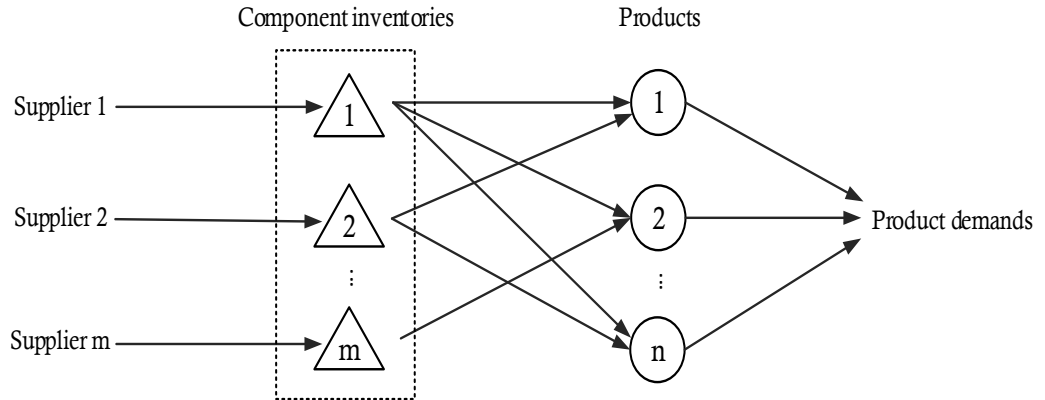 Component inventories
Products
Supplier 1
1
1
Supplier 2
2
2
Product demands
⋮
⋮
Supplier m
m
n